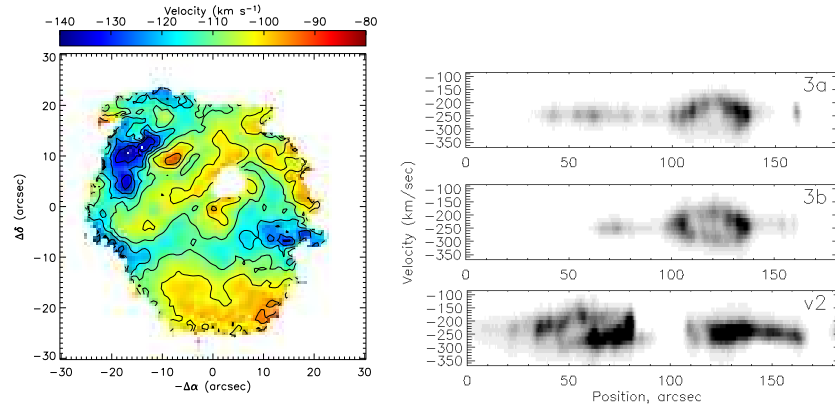 Velocity (km s⁻¹)
−140 −130 −120 −110 −100 −90 −80
30
20
10
0
−10
−20
−30
Δδ (arcsec)
−30 −20 −10 0 10 20 30
−Δα (arcsec)
3a
−100
−150
−200
−250
−300
−350
0 50 100 150
3b
−100
−150
−200
−250
−300
−350
0 50 100 150
v2
−100
−150
−200
−250
−300
−350
0 50 100 150
Velocity (km/sec)
Position, arcsec